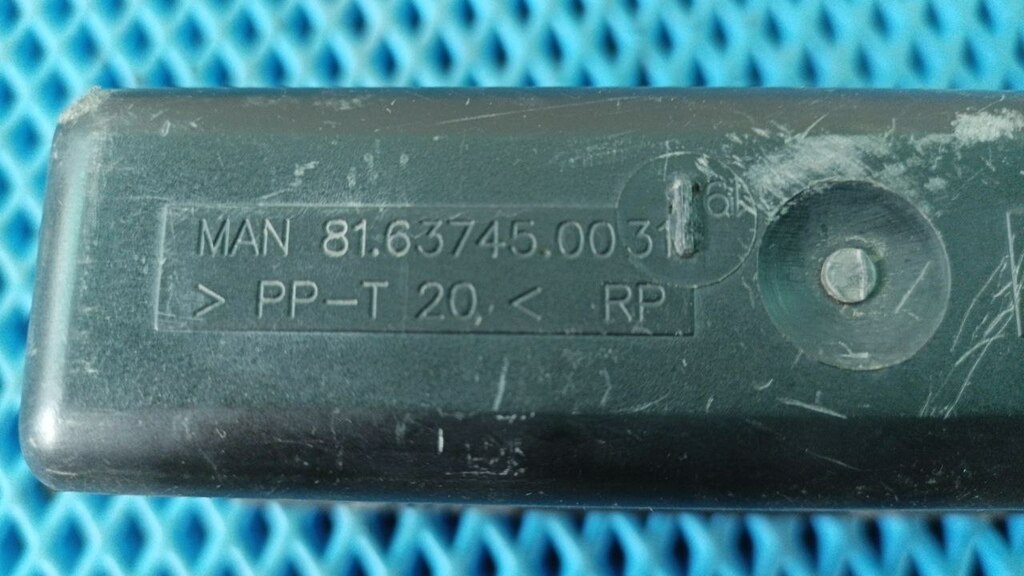 MAN 81.63745.0031
> PP-T 20 < RP